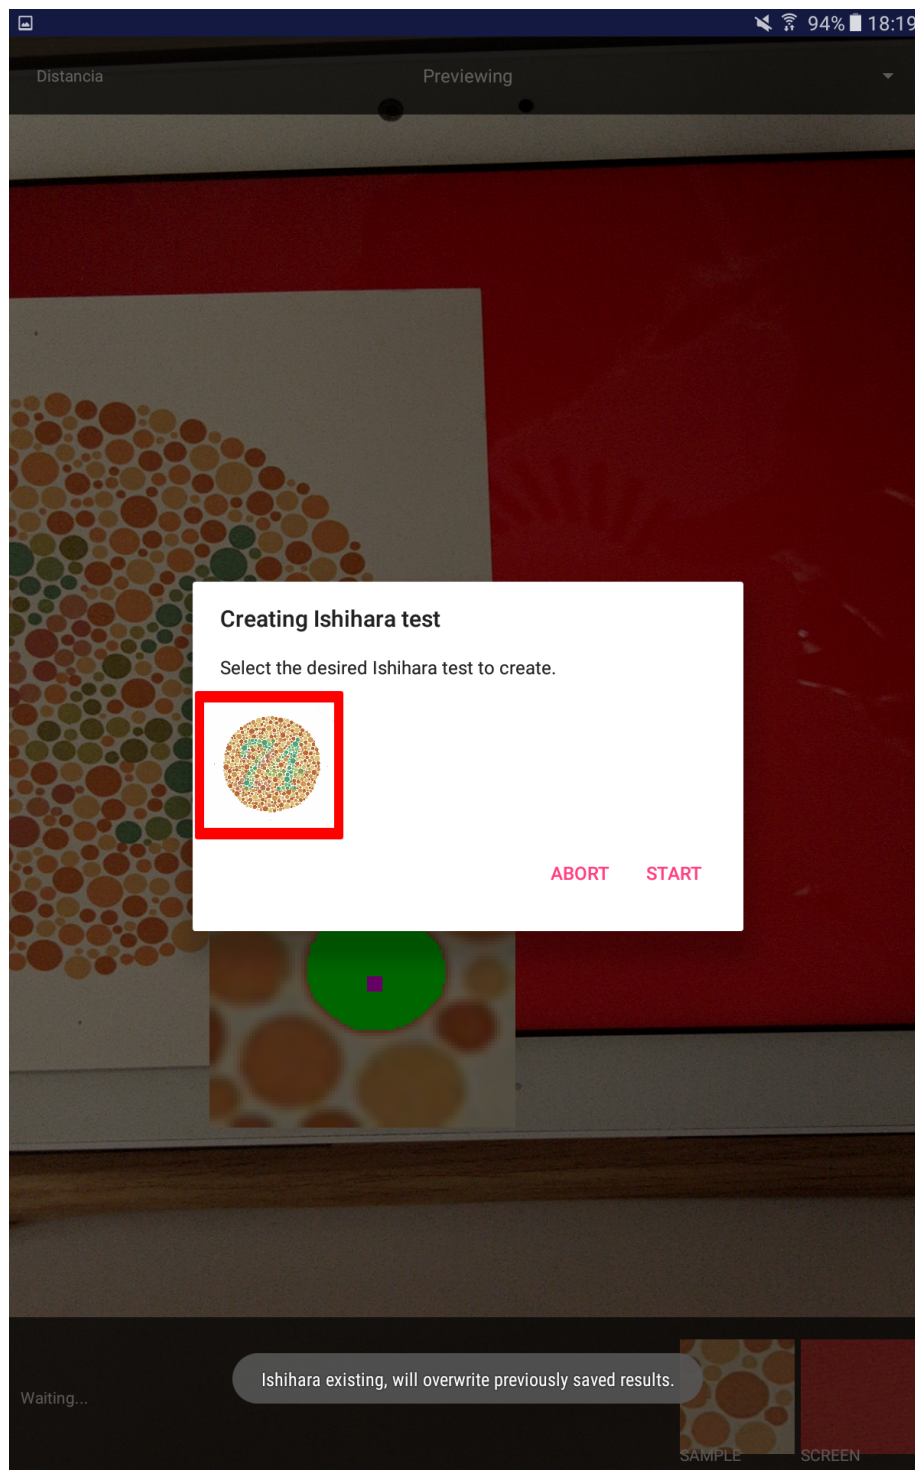 94% 18:19
Distancia Previewing
Creating Ishihara test
Select the desired Ishihara test to create.
74
ABORT START
Ishihara existing, will overwrite previously saved results.
Waiting...
SAMPLE SCREEN